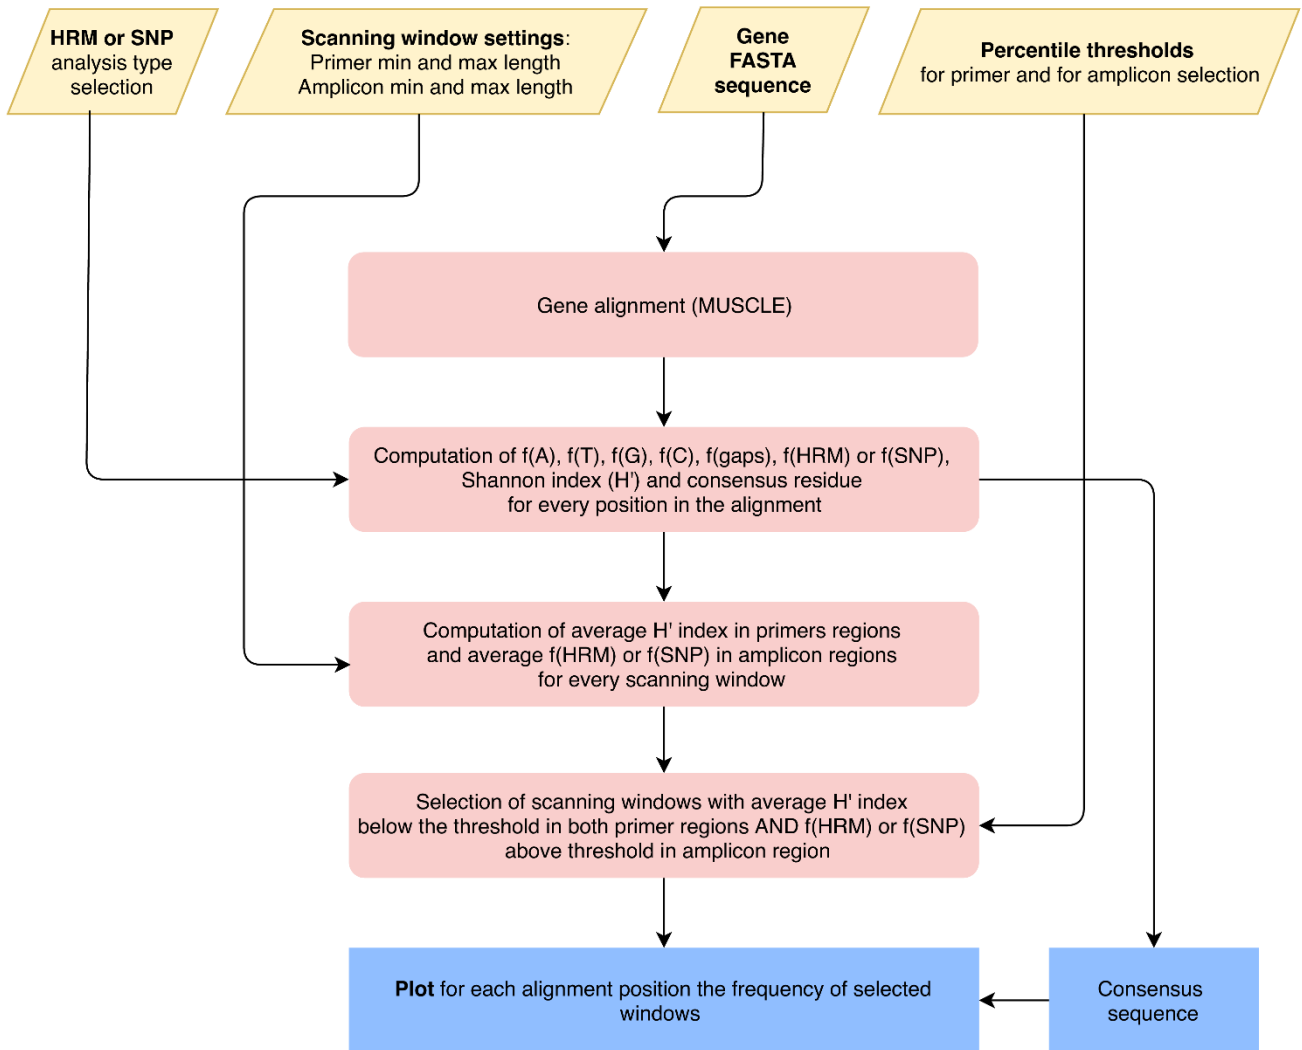 HRM or SNP
analysis type
selection
Scanning window settings:
Primer min and max length
Amplicon min and max length
Gene
FASTA
sequence
Percentile thresholds
for primer and for amplicon selection
Gene alignment (MUSCLE)
Computation of f(A), f(T), f(G), f(C), f(gaps), f(HRM) or f(SNP),
Shannon index (H') and consensus residue
for every position in the alignment
Computation of average H' index in primers regions
and average f(HRM) or f(SNP) in amplicon regions
for every scanning window
Selection of scanning windows with average H' index
below the threshold in both primer regions AND f(HRM) or f(SNP)
above threshold in amplicon region
Plot for each alignment position the frequency of selected
windows
Consensus
sequence